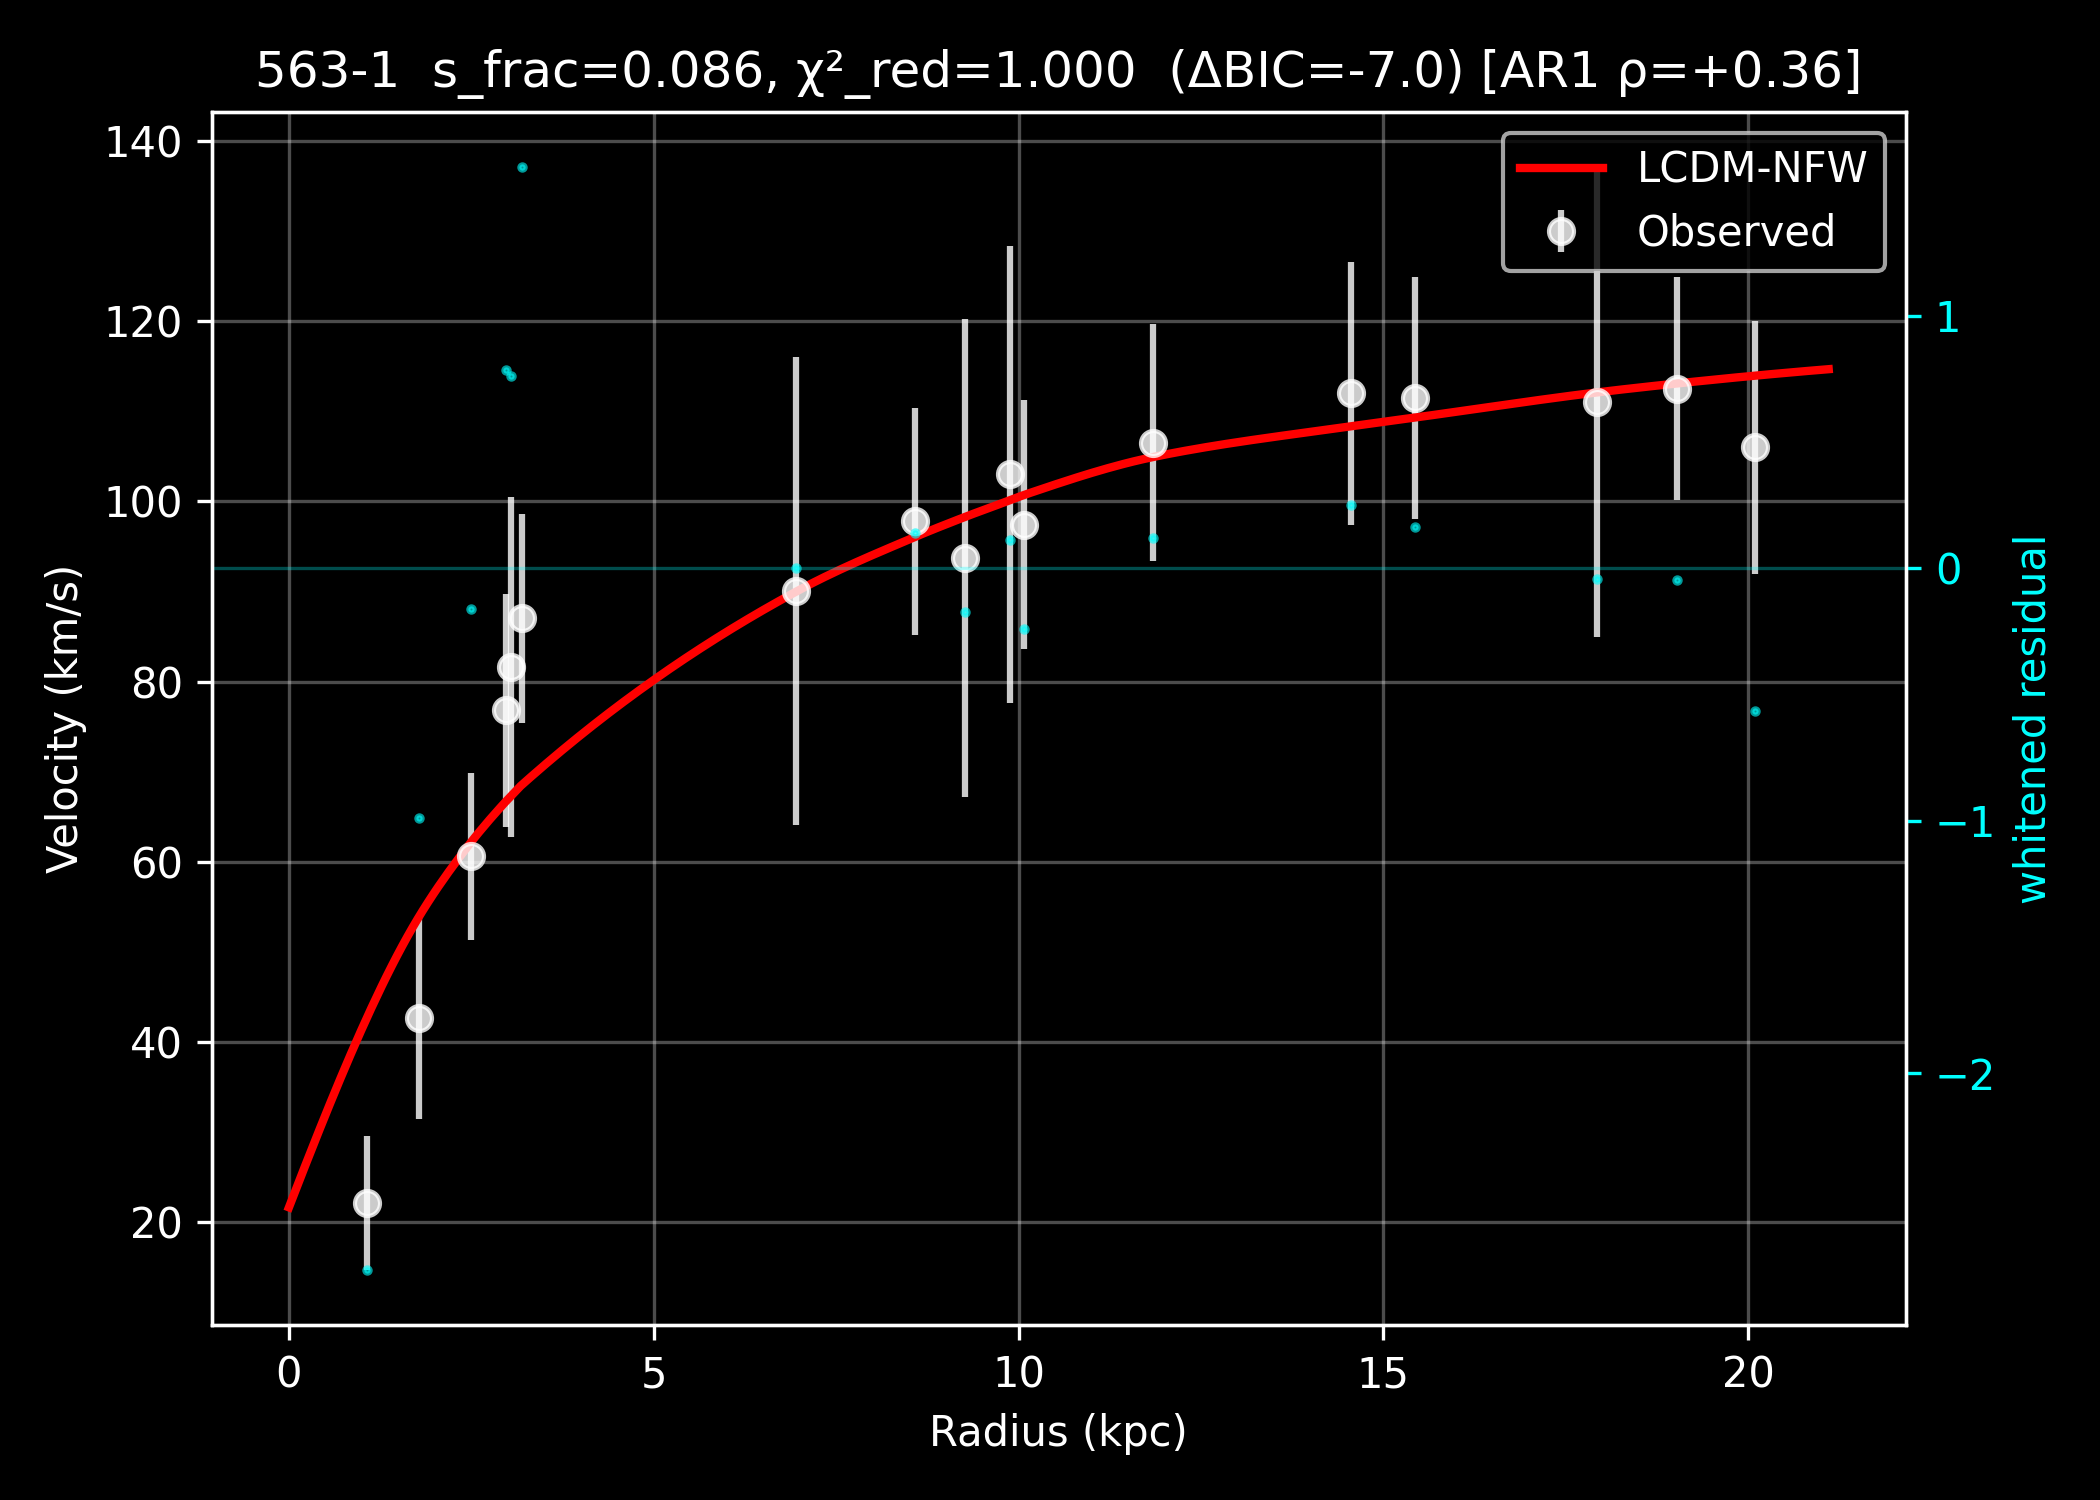 563-1  s_frac=0.086, χ²_red=1.000  (ΔBIC=-7.0) [AR1 ρ=+0.36]
LCDM-NFW
Observed
Velocity (km/s)
140
120
100
80
60
40
20
1
0
−1
−2
whitened residual
0
5
10
15
20
Radius (kpc)